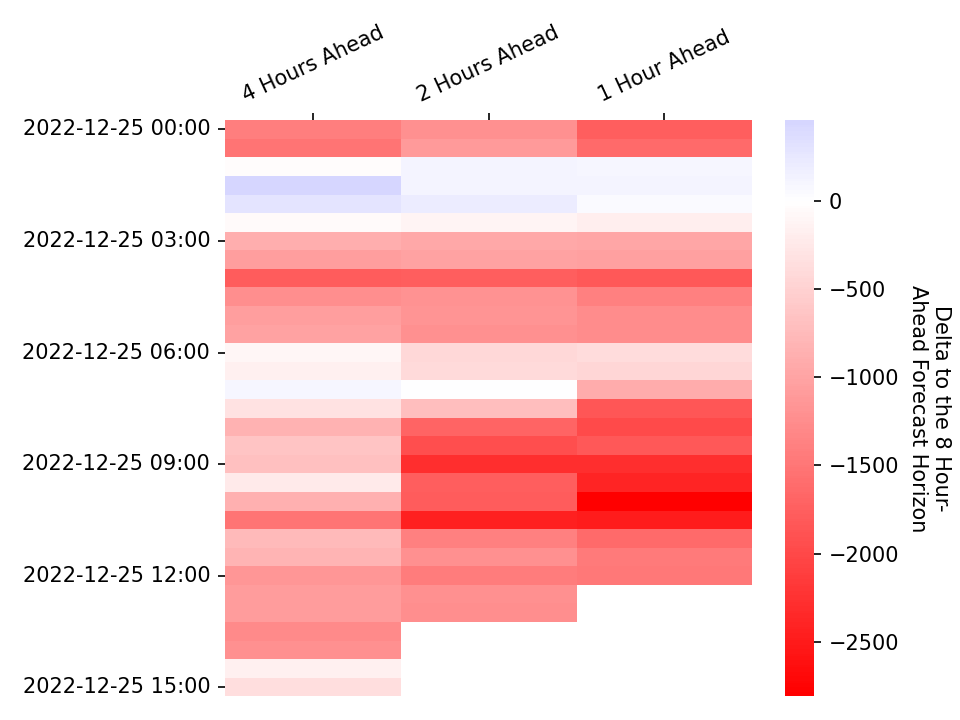 4 Hours Ahead
2 Hours Ahead
1 Hour Ahead
2022-12-25 00:00
2022-12-25 03:00
2022-12-25 06:00
2022-12-25 09:00
2022-12-25 12:00
2022-12-25 15:00
0
−500
−1000
−1500
−2000
−2500
Delta to the 8 Hour-
Ahead Forecast Horizon